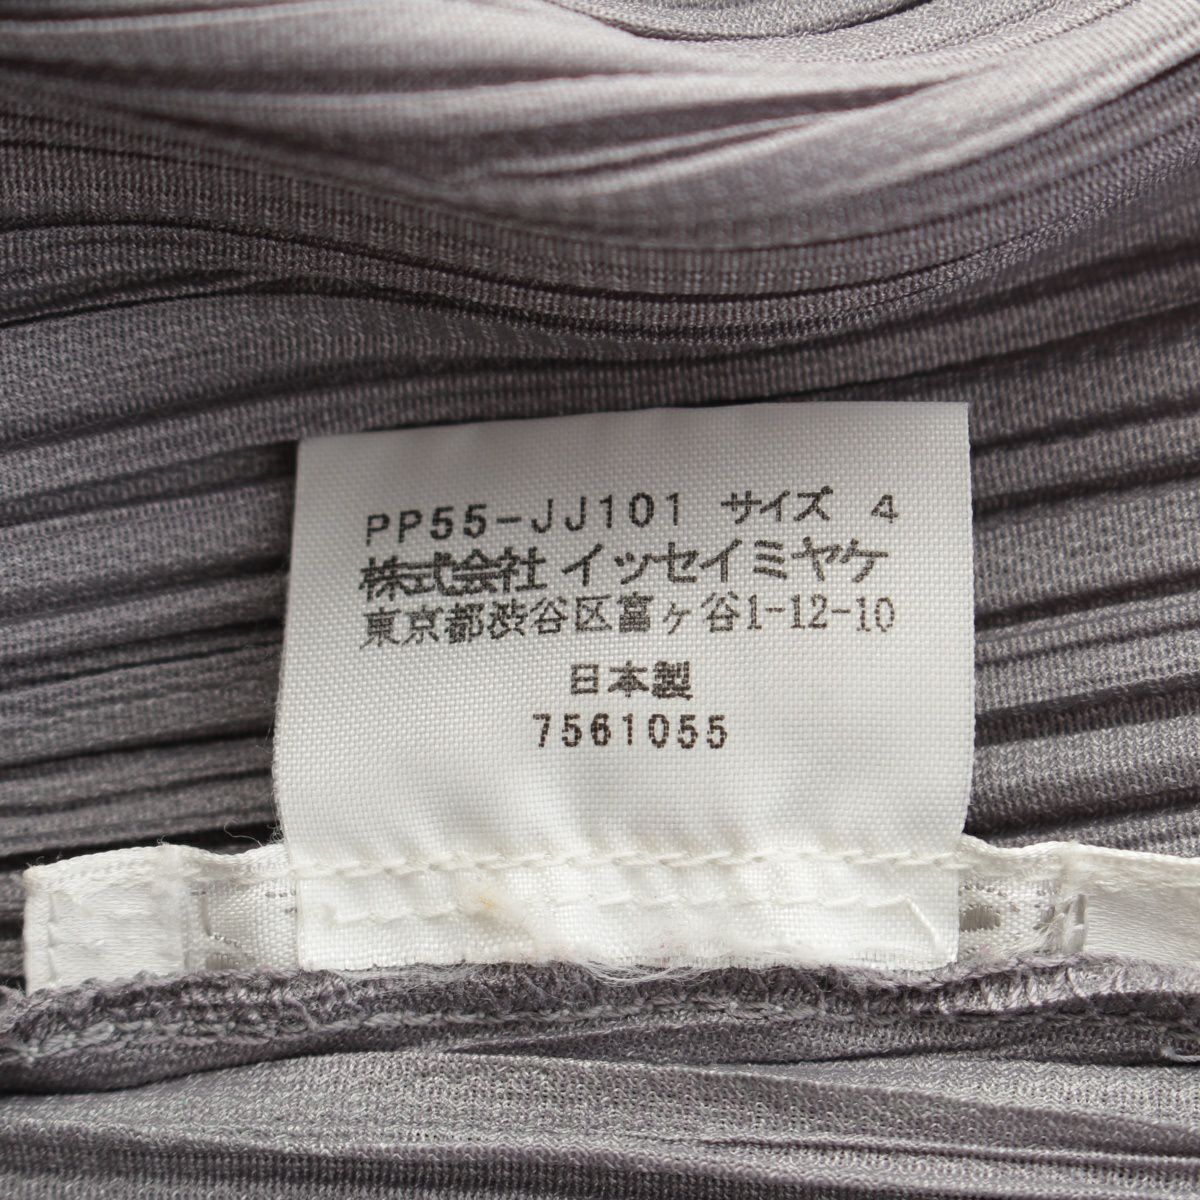 PP55-JJ101 サイズ 4
株式会社 イッセイミヤケ
東京都渋谷区富ヶ谷1-12-10
日本製
7561055